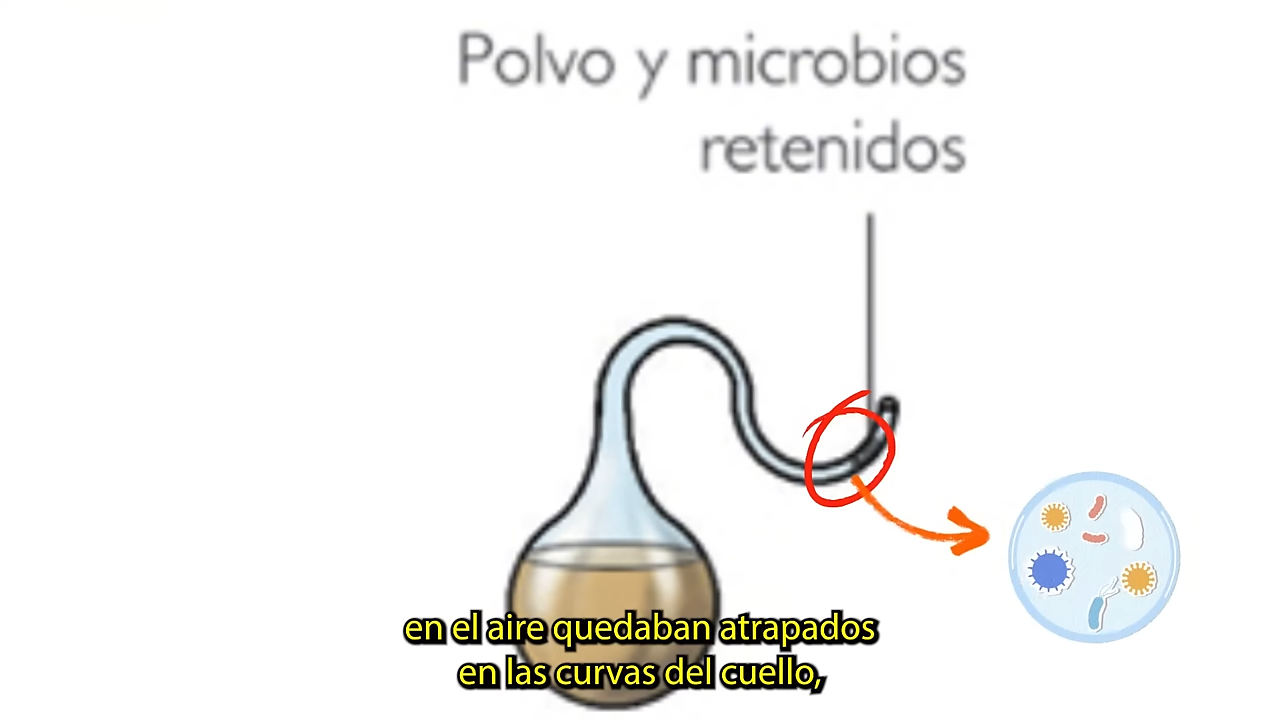 Polvo y microbios
retenidos
en el aire quedaban atrapados
en las curvas del cuello,